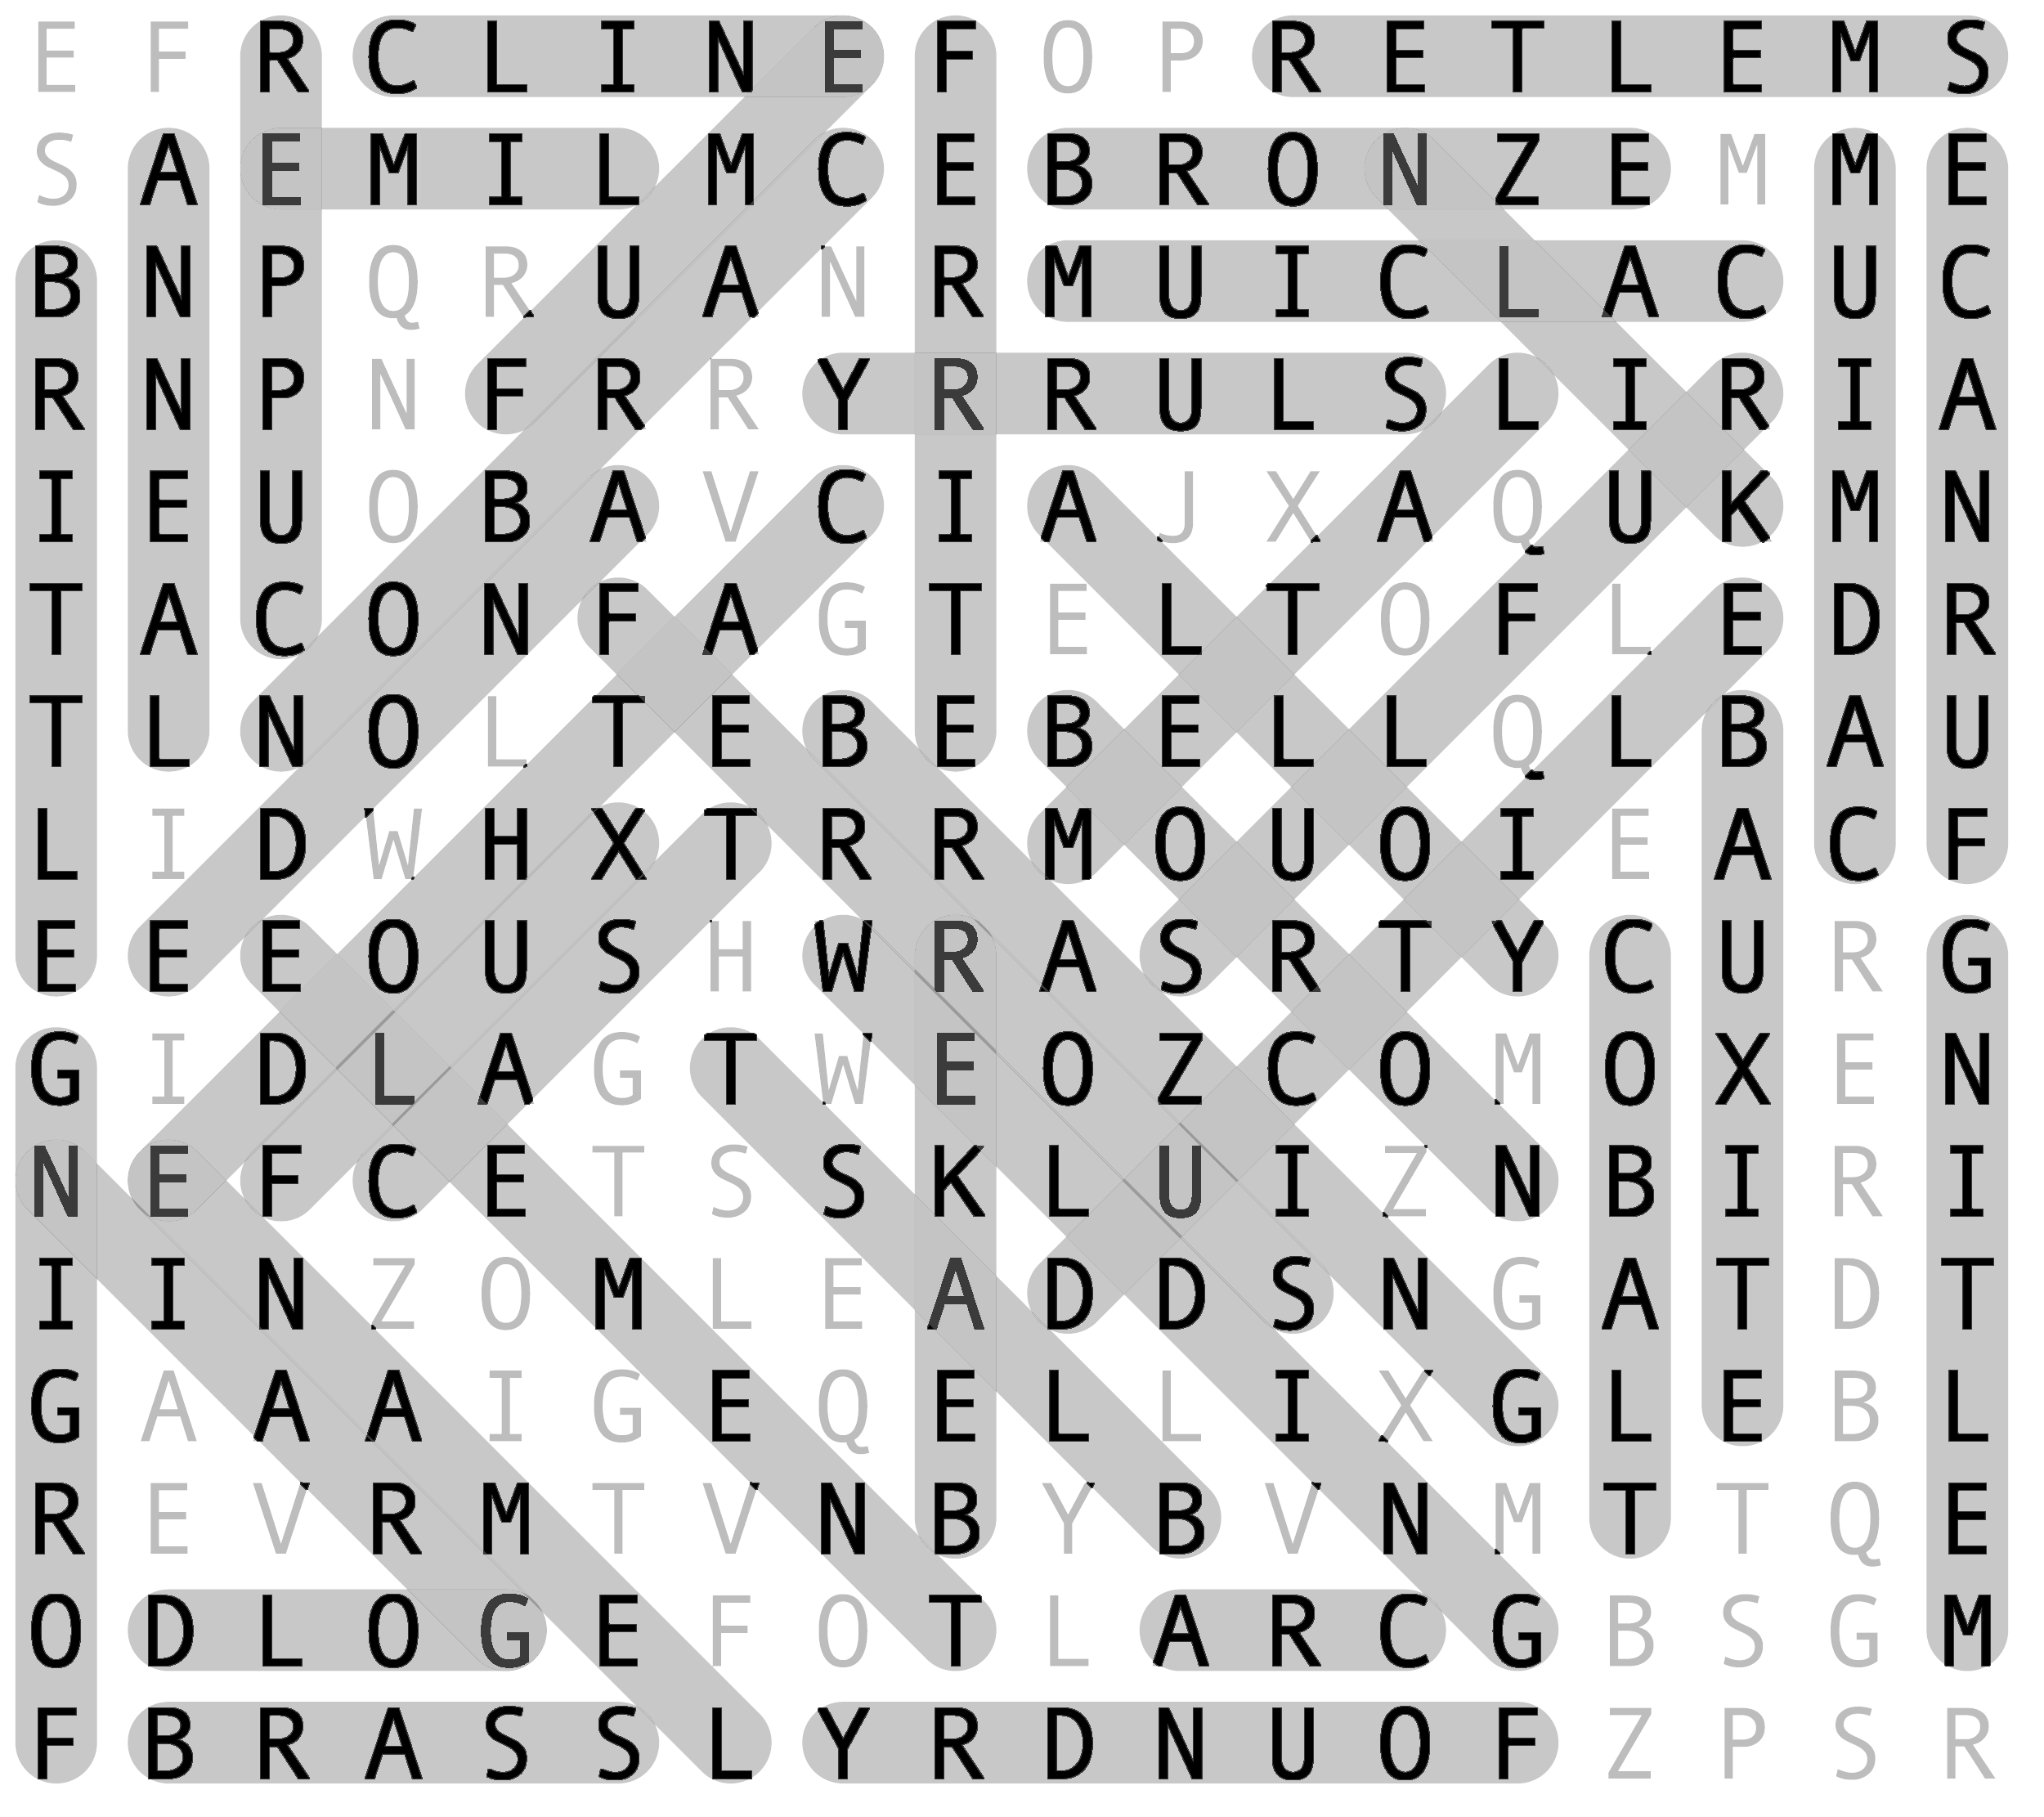 E F R C L I N E F O P R E T L E M S
S A E M I L M C E B R O N Z E M M E
B N P Q R U A N R M U I C L A C U C
R N P N F R R Y R R U L S L I R I A
I E U O B A V C I A J X A Q U K M N
T A C O N F A G T E L T O F L E D R
T L N O L T E B E B E L L Q L B A U
L I D W H X T R R M O U O I E A C F
E E E O U S H W R A S R T Y C U R G
G I D L A G T W E O Z C O M O X E N
N E F C E T S S K L U I Z N B I R I
I I N Z O M L E A D D S N G A T D T
G A A A I G E Q E L L I X G L E B L
R E V R M T V N B Y B V N M T T Q E
O D L O G E F O T L A R C G B S G M
F B R A S S L Y R D N U O F Z P S R